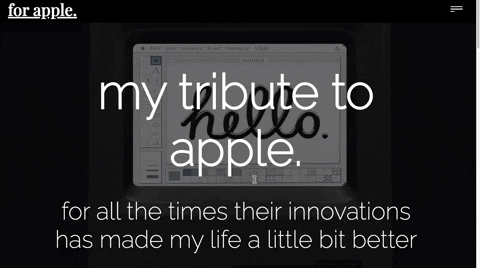 for apple.
my tribute to
apple.
hello.
for all the times their innovations
has made my life a little bit better